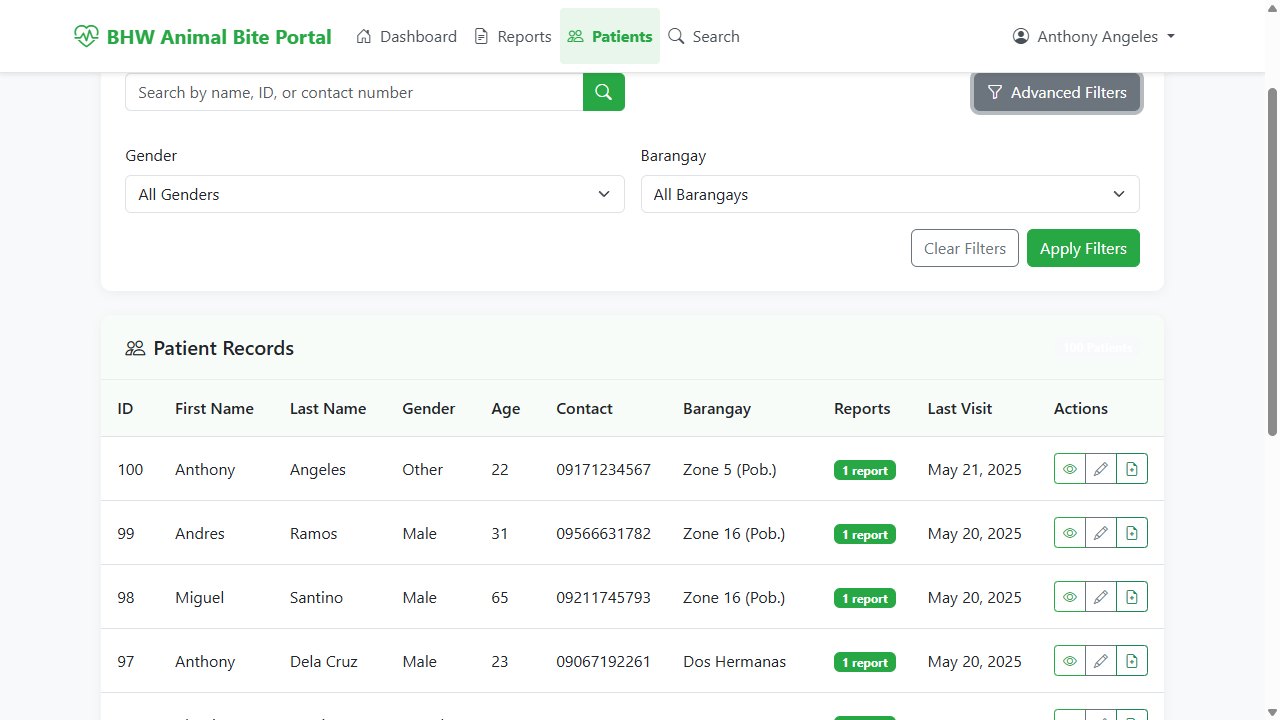 BHW Animal Bite Portal Dashboard Reports Patients Search Anthony Angeles
Search by name, ID, or contact number Advanced Filters
Gender Barangay
All Genders All Barangays
Clear Filters Apply Filters
Patient Records 100 Patients
ID First Name Last Name Gender Age Contact Barangay Reports Last Visit Actions
100 Anthony Angeles Other 22 09171234567 Zone 5 (Pob.) 1 report May 21, 2025
99 Andres Ramos Male 31 09566631782 Zone 16 (Pob.) 1 report May 20, 2025
98 Miguel Santino Male 65 09211745793 Zone 16 (Pob.) 1 report May 20, 2025
97 Anthony Dela Cruz Male 23 09067192261 Dos Hermanas 1 report May 20, 2025